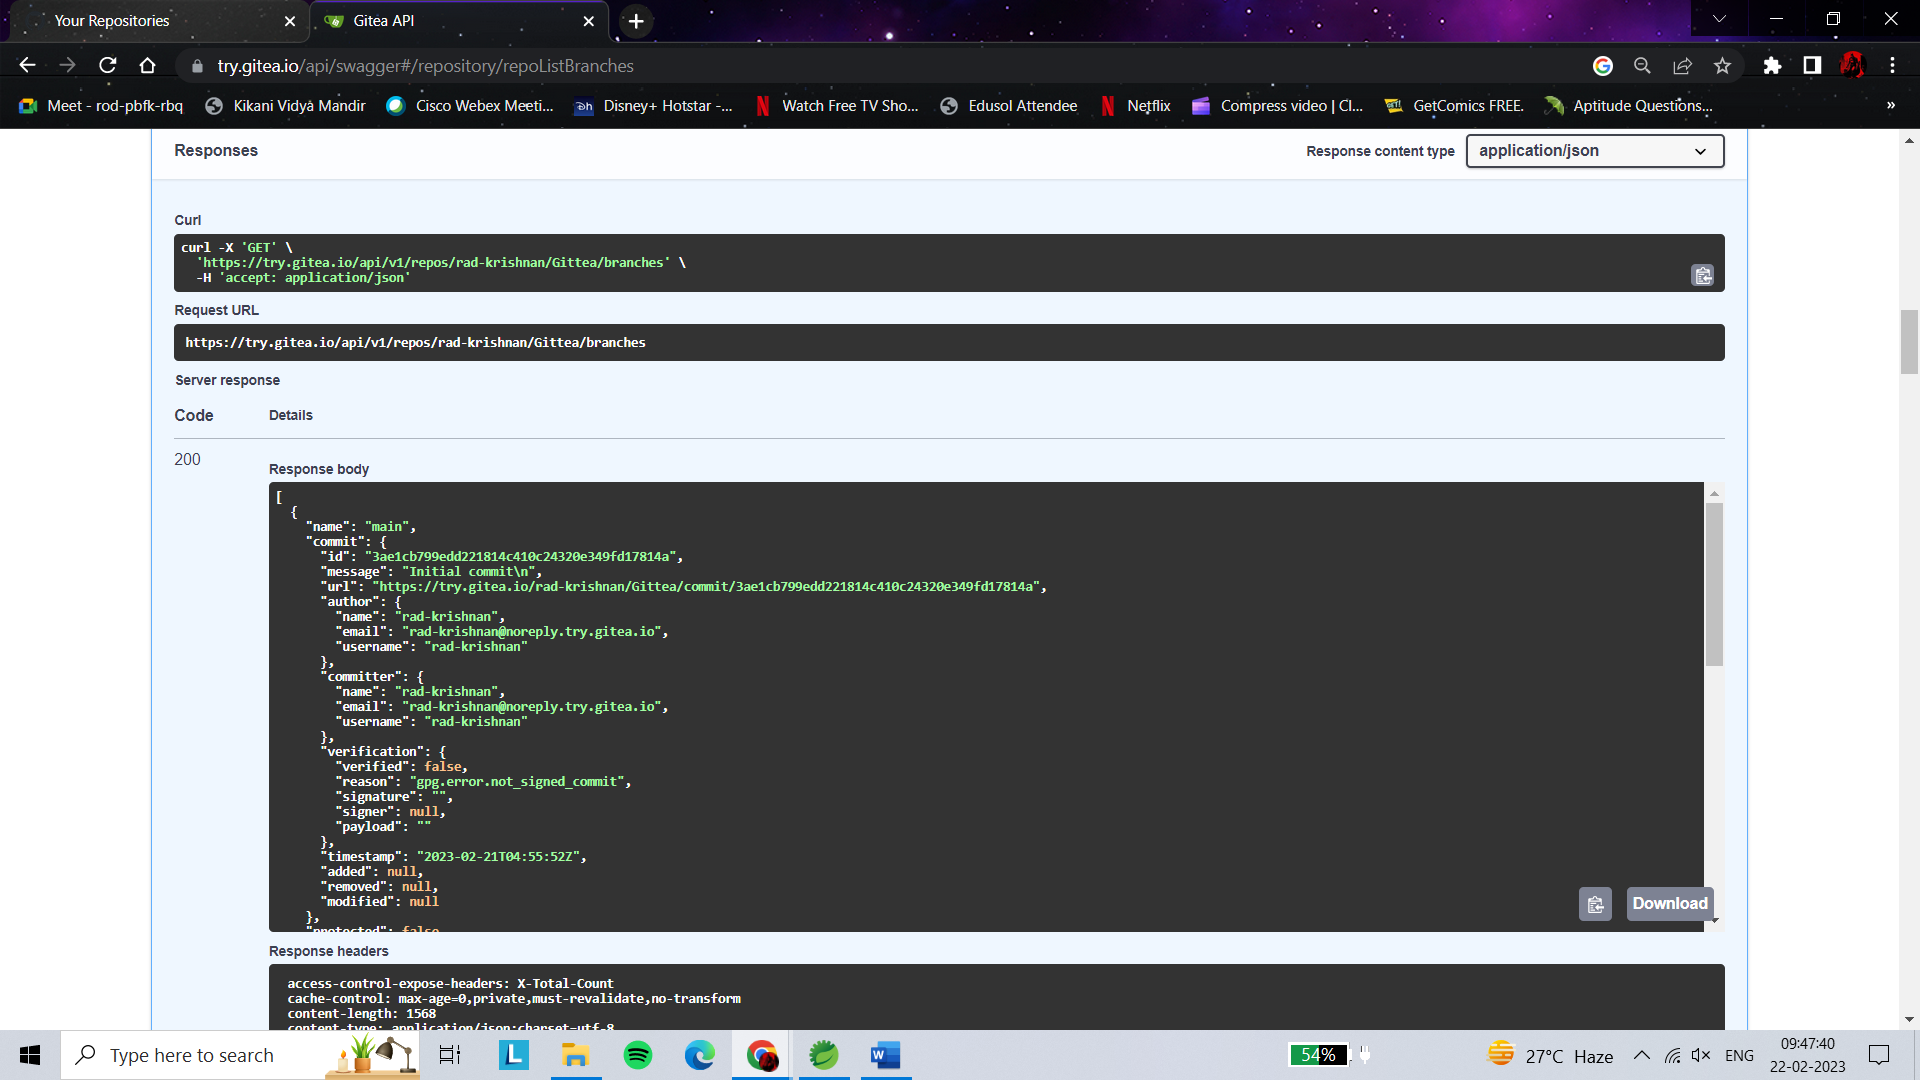 Your Repositories
Gitea API
try.gitea.io/api/swagger#/repository/repoListBranches
Meet - rod-pbfk-rbq
Kikani Vidya Mandir
Cisco Webex Meeti...
Disney+ Hotstar -...
Watch Free TV Sho...
Edusol Attendee
Netflix
Compress video | Cl...
GetComics FREE.
Aptitude Questions...
»
Responses
Response content type
application/json
Curl
curl -X 'GET' \
'https://try.gitea.io/api/v1/repos/rad-krishnan/Gittea/branches' \
-H 'accept: application/json'
Request URL
https://try.gitea.io/api/v1/repos/rad-krishnan/Gittea/branches
Server response
Code Details
200
Response body
[
{
"name": "main",
"commit": {
"id": "3ae1cb799edd221814c410c24320e349fd17814a",
"message": "Initial commit\n",
"url": "https://try.gitea.io/rad-krishnan/Gittea/commit/3ae1cb799edd221814c410c24320e349fd17814a",
"author": {
"name": "rad-krishnan",
"email": "rad-krishnan@noreply.try.gitea.io",
"username": "rad-krishnan"
},
"committer": {
"name": "rad-krishnan",
"email": "rad-krishnan@noreply.try.gitea.io",
"username": "rad-krishnan"
},
"verification": {
"verified": false,
"reason": "gpg.error.not_signed_commit",
"signature": "",
"signer": null,
"payload": ""
},
"timestamp": "2023-02-21T04:55:52Z",
"added": null,
"removed": null,
"modified": null
},
"protected": false
Download
Response headers
access-control-expose-headers: X-Total-Count
cache-control: max-age=0,private,must-revalidate,no-transform
content-length: 1568
content-type: application/json;charset=utf-8
Type here to search
54%
27°C Haze
ENG
09:47:40
22-02-2023